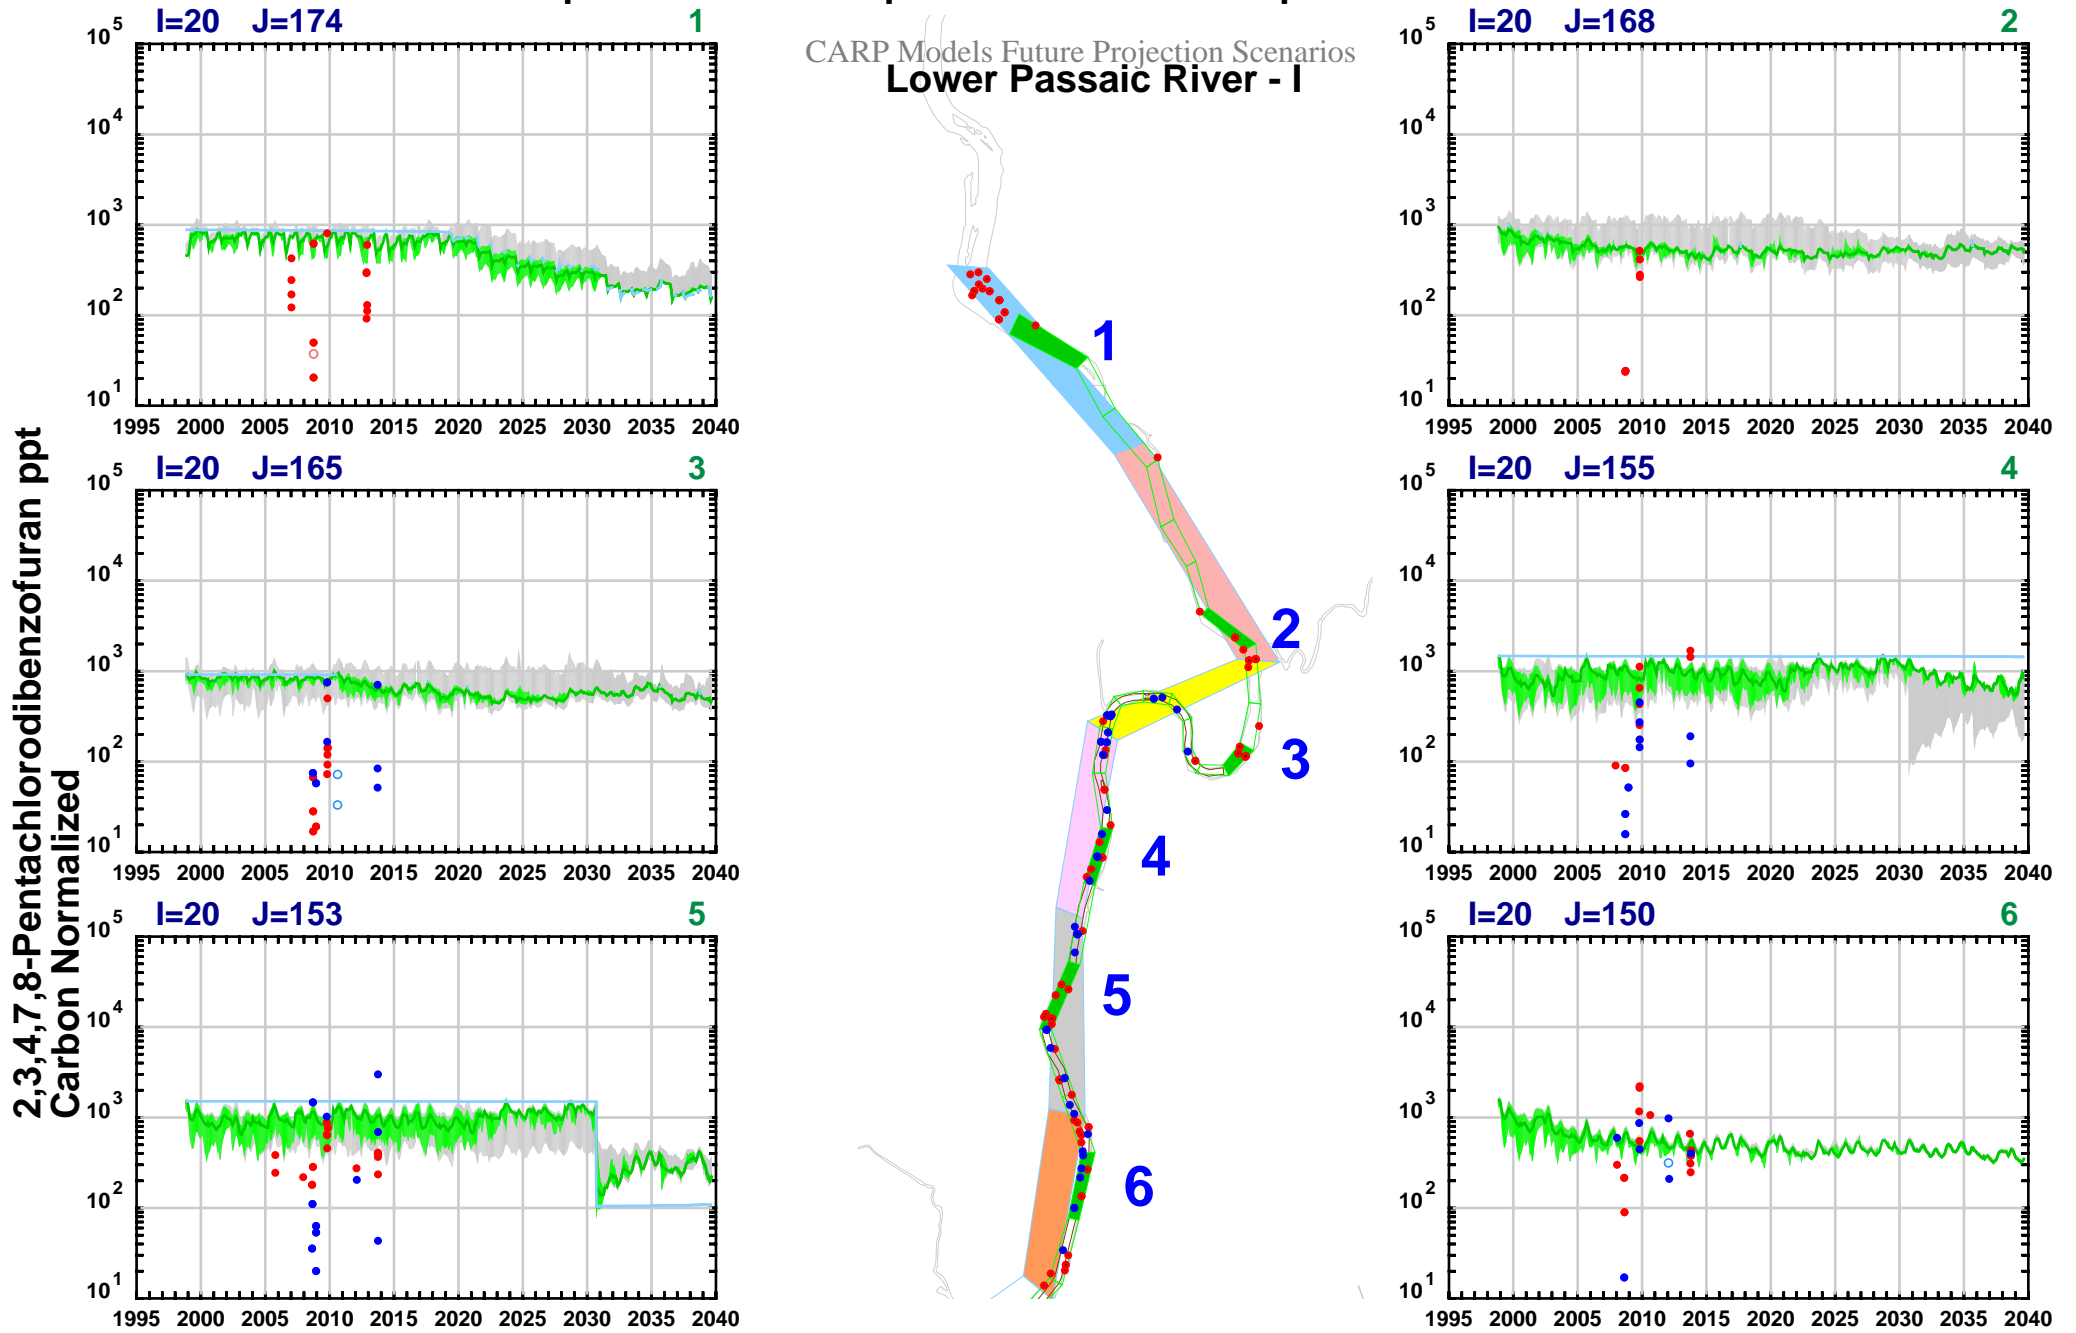 CARP Models Future Projection Scenarios
Lower Passaic River - I
2,3,4,7,8-Pentachlorodibenzofuran ppt
Carbon Normalized
I=20 J=174 1
10^5
10^4
10^3
10^2
10^1
1995 2000 2005 2010 2015 2020 2025 2030 2035 2040
I=20 J=168 2
10^5
10^4
10^3
10^2
10^1
1995 2000 2005 2010 2015 2020 2025 2030 2035 2040
I=20 J=165 3
10^5
10^4
10^3
10^2
10^1
1995 2000 2005 2010 2015 2020 2025 2030 2035 2040
I=20 J=155 4
10^5
10^4
10^3
10^2
10^1
1995 2000 2005 2010 2015 2020 2025 2030 2035 2040
I=20 J=153 5
10^5
10^4
10^3
10^2
10^1
1995 2000 2005 2010 2015 2020 2025 2030 2035 2040
I=20 J=150 6
10^5
10^4
10^3
10^2
10^1
1995 2000 2005 2010 2015 2020 2025 2030 2035 2040
1
2
3
4
5
6